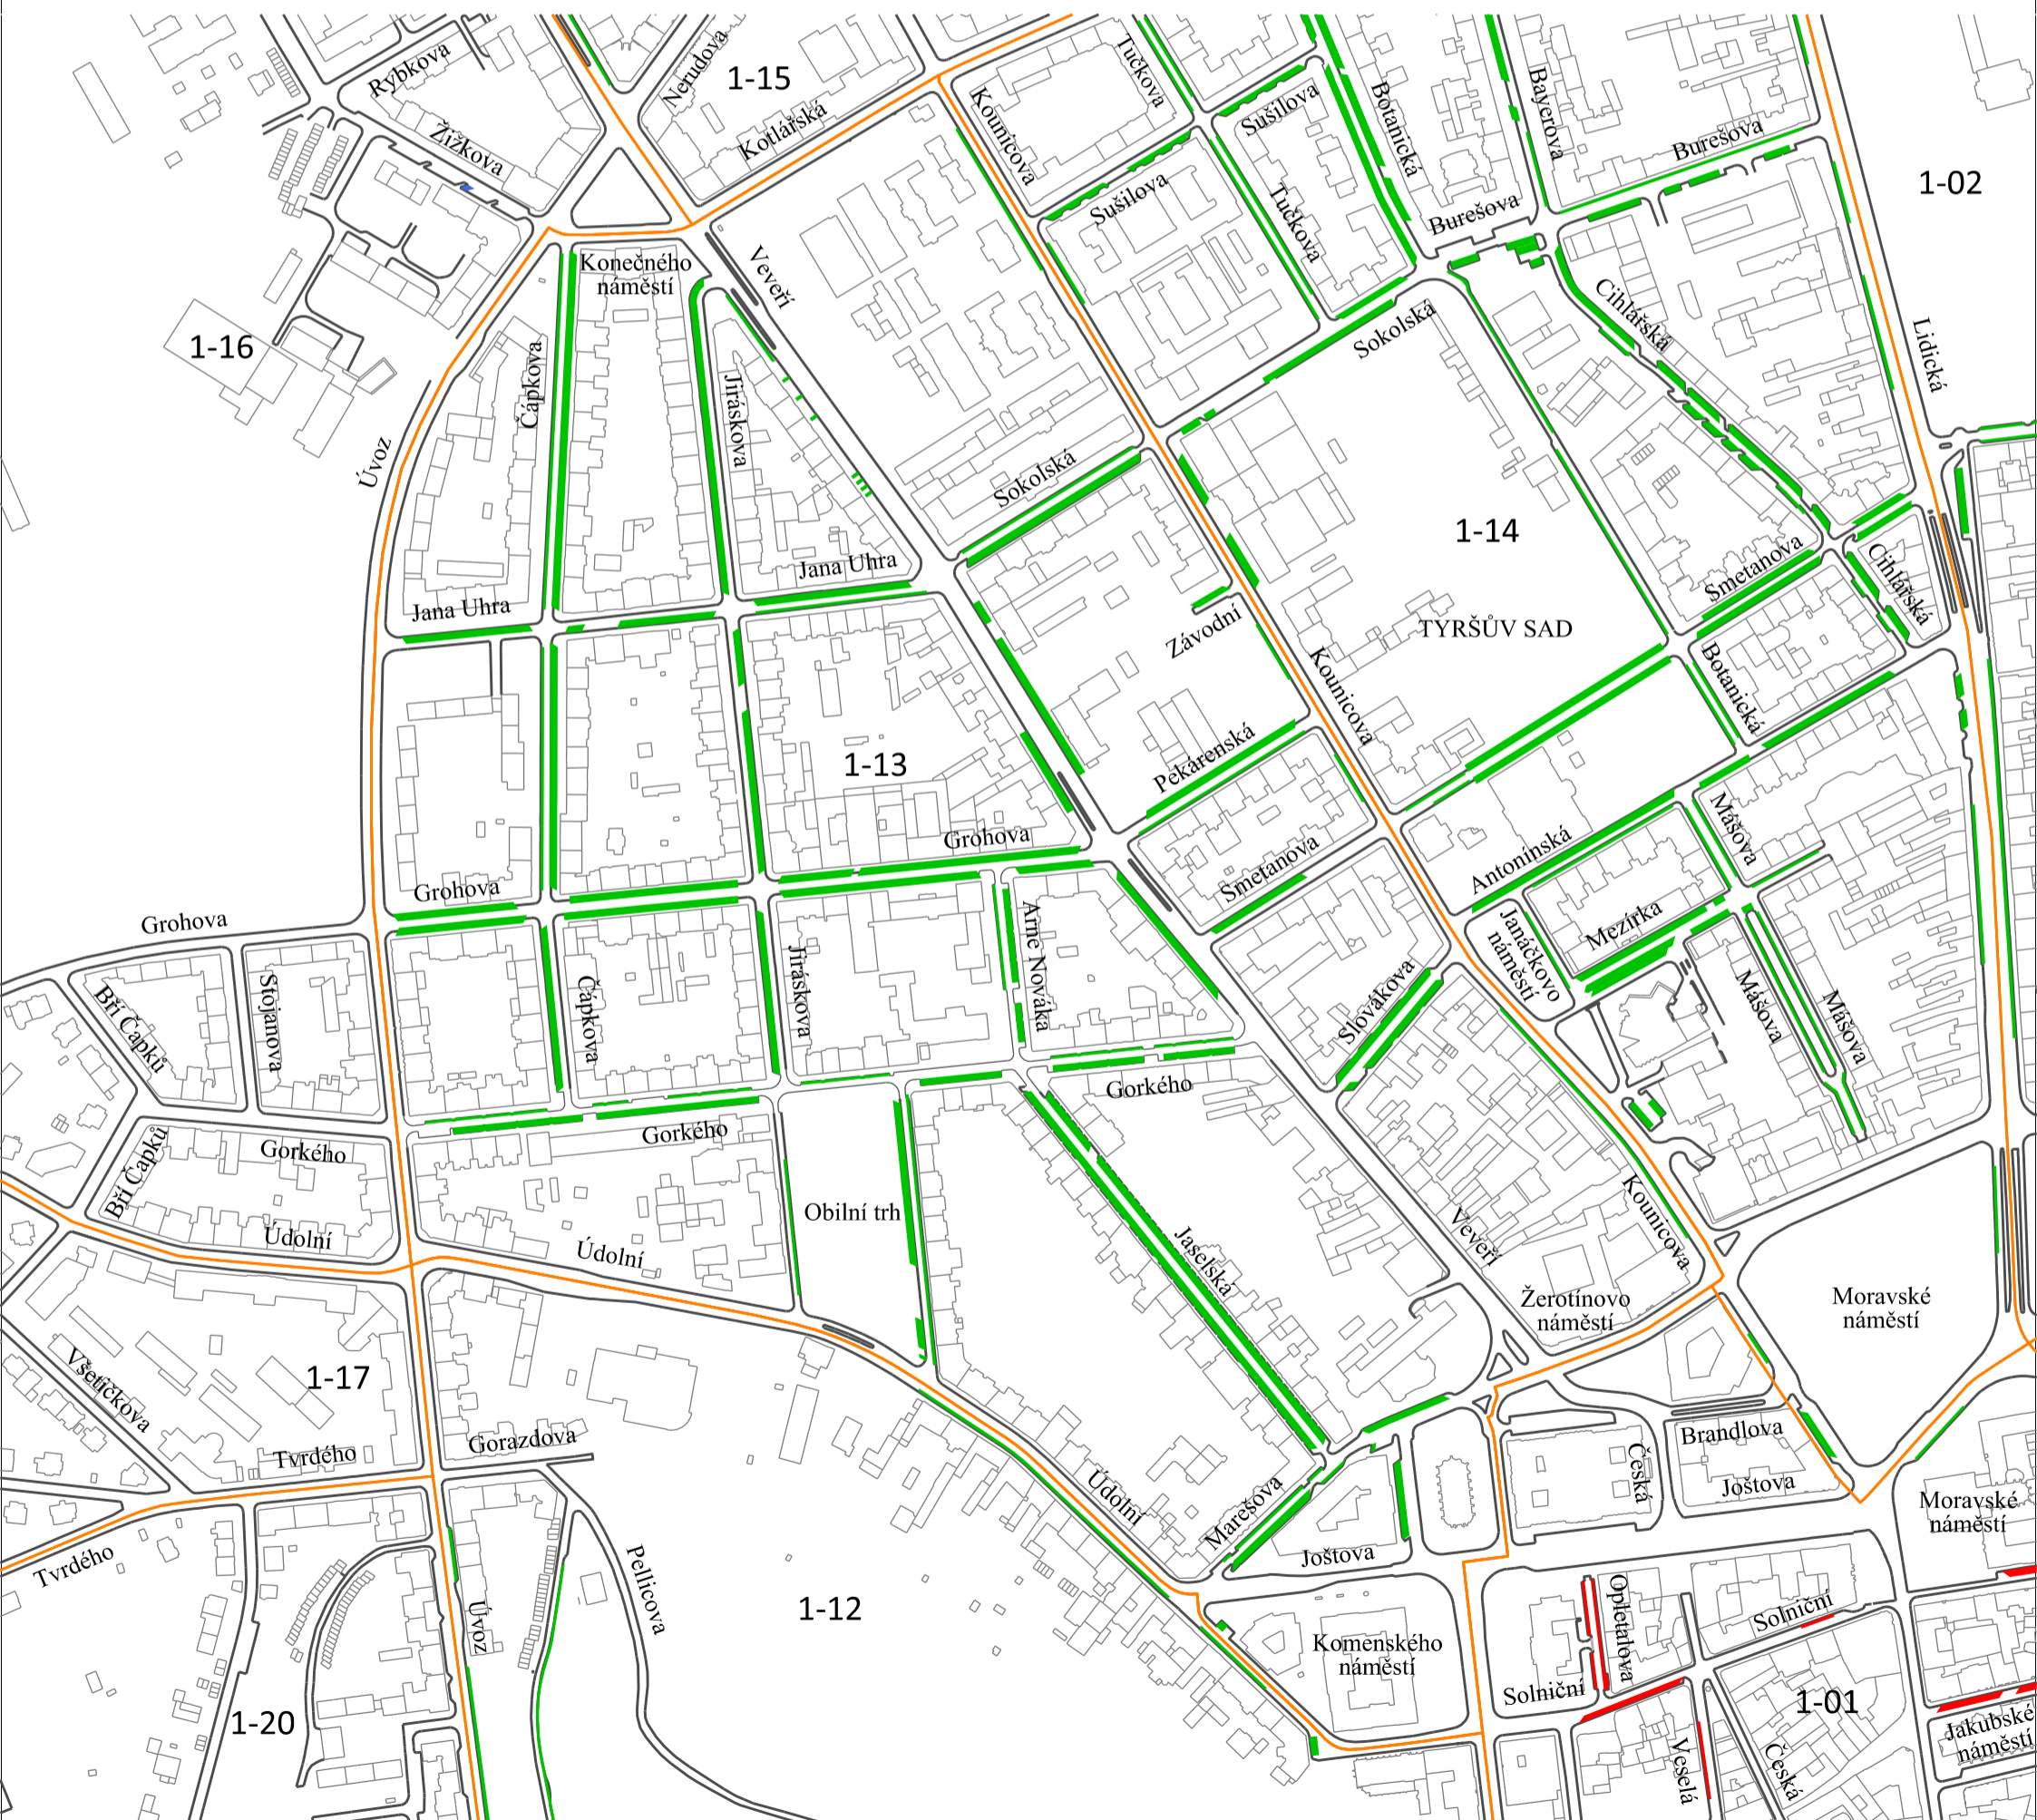 Rybkova
Nerudova
1-15
Tučkova
Kounicova
Kotlářská
Žižkova
Sušilova
Botanická
Bayerova
Burešova
1-02
Sušilova
Tučkova
Burešova
Konečného
náměstí
Veveří
Cihlářská
Sokolská
Lidická
1-16
Čápkova
Jiráskova
Úvoz
Sokolská
1-14
Jana Uhra
Jana Uhra
Smetanova
Cihlářská
Závodní
TYRŠŮV SAD
Kounicova
Botanická
1-13
Pekárenská
Grohova
Mášova
Smetanova
Antonínská
Grohova
Grohova
Arne Nováka
Mezírka
Janáčkovo
náměstí
Bří Čapků
Stojanova
Čápkova
Jiráskova
Slovákova
Mášova
Mášova
Gorkého
Gorkého
Gorkého
Bří Čapků
Obilní trh
Údolní
Údolní
Jaselská
Veveří
Kounicova
Žerotínovo
náměstí
Moravské
náměstí
Všetičkova
1-17
Gorazdova
Tvrdého
Údolní
Marešova
Česká
Brandlova
Joštova
Moravské
náměstí
Tvrdého
Joštova
Pellicova
Úvoz
1-12
Opletalova
Solniční
Komenského
náměstí
Solniční
1-01
1-20
Veselá
Česká
Jakubské
náměstí